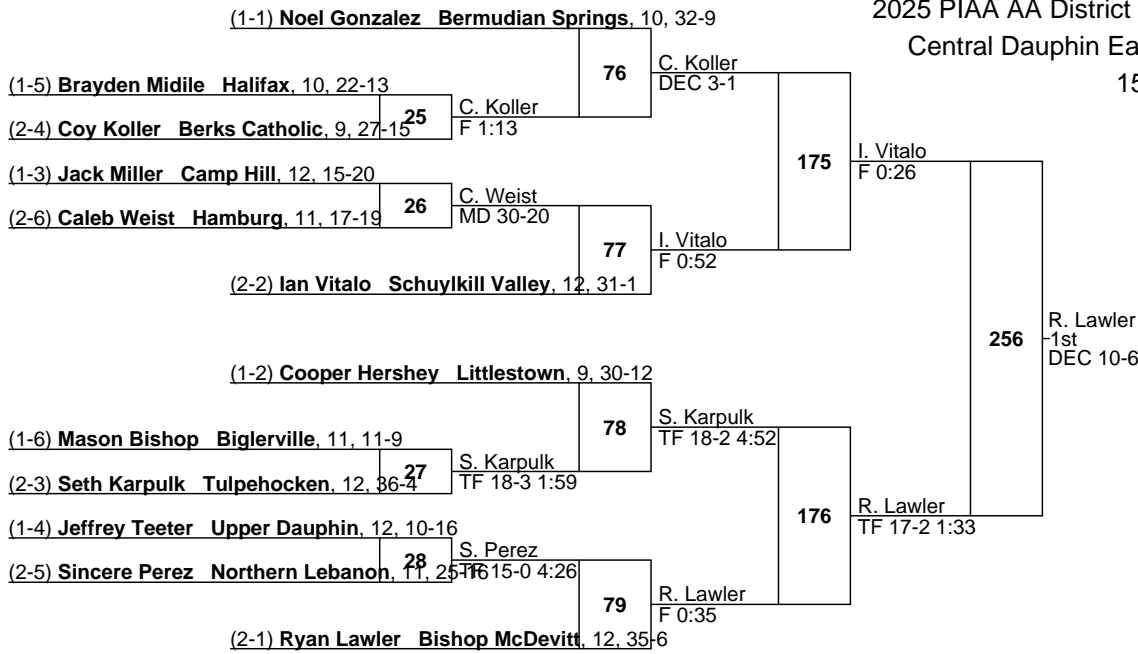 (1-1) Noel Gonzalez Bermudian Springs, 10, 32-9
2025 PIAA AA District
Central Dauphin Ea
15
76
C. Koller
DEC 3-1
(1-5) Brayden Midile Halifax, 10, 22-13
25
C. Koller
F 1:13
(2-4) Coy Koller Berks Catholic, 9, 27-15
175
I. Vitalo
F 0:26
(1-3) Jack Miller Camp Hill, 12, 15-20
26
C. Weist
MD 30-20
(2-6) Caleb Weist Hamburg, 11, 17-19
77
I. Vitalo
F 0:52
(2-2) Ian Vitalo Schuylkill Valley, 12, 31-1
256
R. Lawler
1st
DEC 10-6
(1-2) Cooper Hershey Littlestown, 9, 30-12
78
S. Karpulk
TF 18-2 4:52
(1-6) Mason Bishop Biglerville, 11, 11-9
27
S. Karpulk
TF 18-3 1:59
(2-3) Seth Karpulk Tulpehocken, 12, 36-4
176
R. Lawler
TF 17-2 1:33
(1-4) Jeffrey Teeter Upper Dauphin, 12, 10-16
28
S. Perez
TF 15-0 4:26
(2-5) Sincere Perez Northern Lebanon, 11, 25-16
79
R. Lawler
F 0:35
(2-1) Ryan Lawler Bishop McDevitt, 12, 35-6